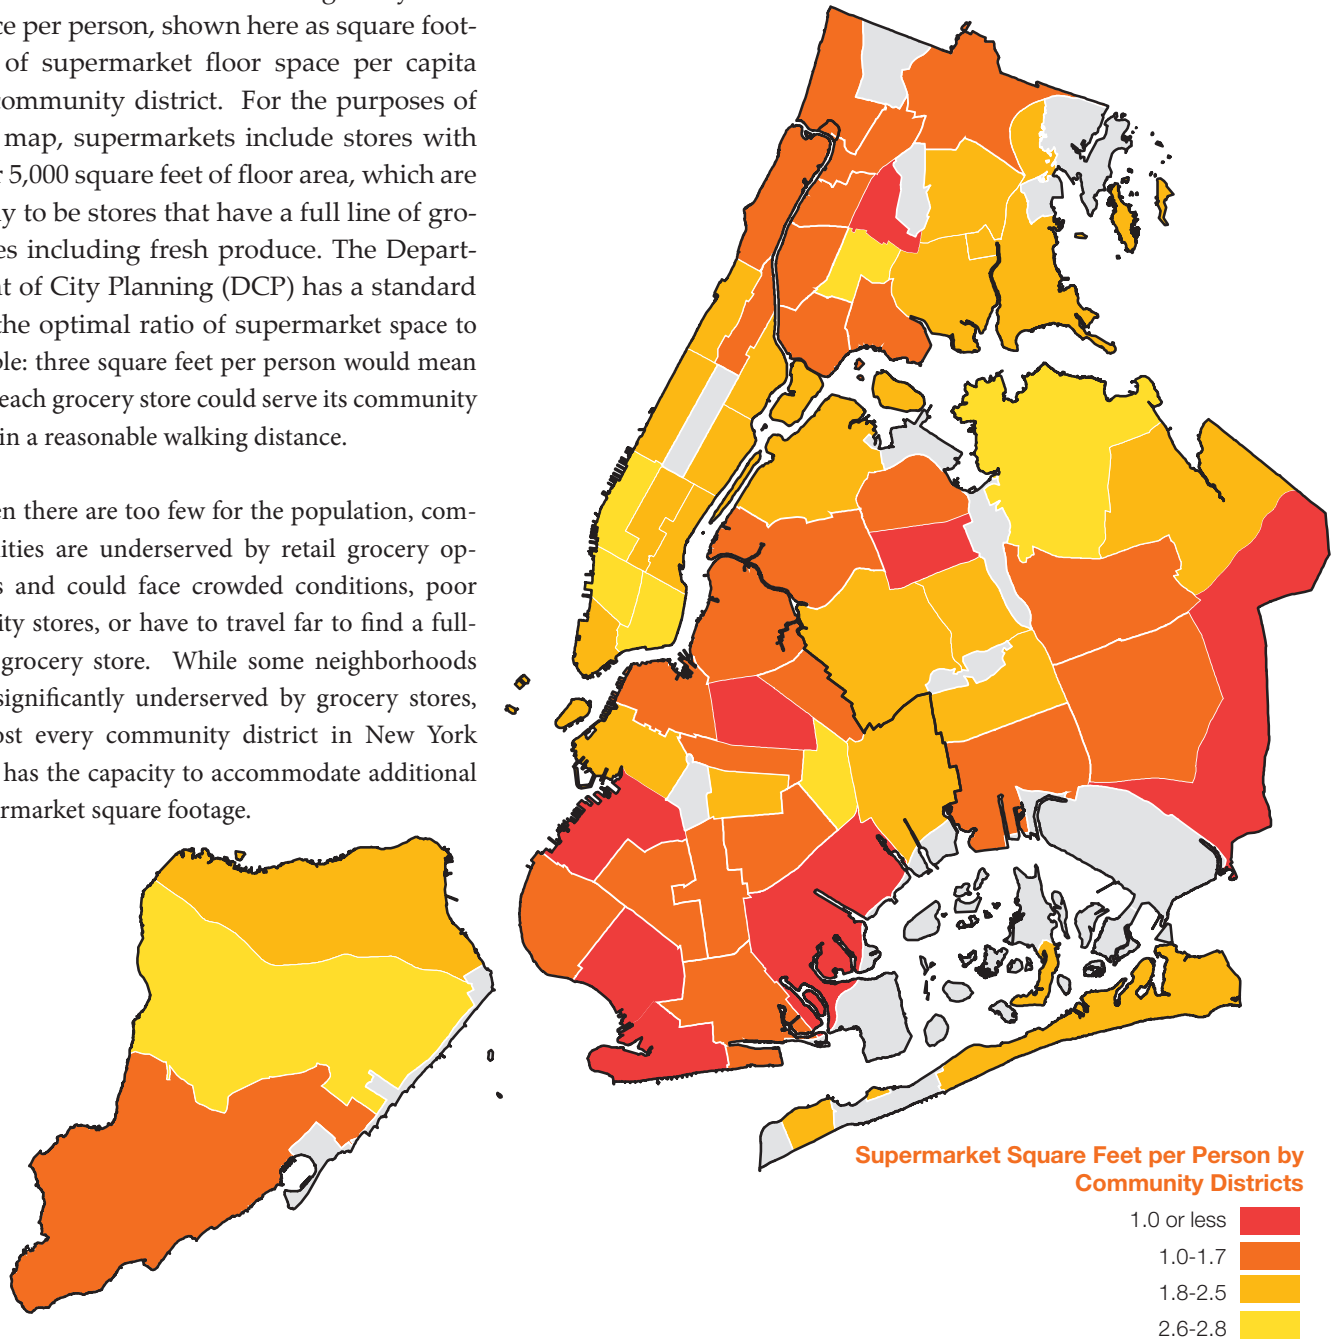 ce per person, shown here as square foot-
of supermarket floor space per capita
community district. For the purposes of
map, supermarkets include stores with
r 5,000 square feet of floor area, which are
y to be stores that have a full line of gro-
es including fresh produce. The Depart-
t of City Planning (DCP) has a standard
the optimal ratio of supermarket space to
ple: three square feet per person would mean
each grocery store could serve its community
in a reasonable walking distance.
en there are too few for the population, com-
ities are underserved by retail grocery op-
s and could face crowded conditions, poor
ity stores, or have to travel far to find a full-
grocery store. While some neighborhoods
significantly underserved by grocery stores,
ost every community district in New York
has the capacity to accommodate additional
ermarket square footage.
Supermarket Square Feet per Person by
Community Districts
1.0 or less
1.0-1.7
1.8-2.5
2.6-2.8